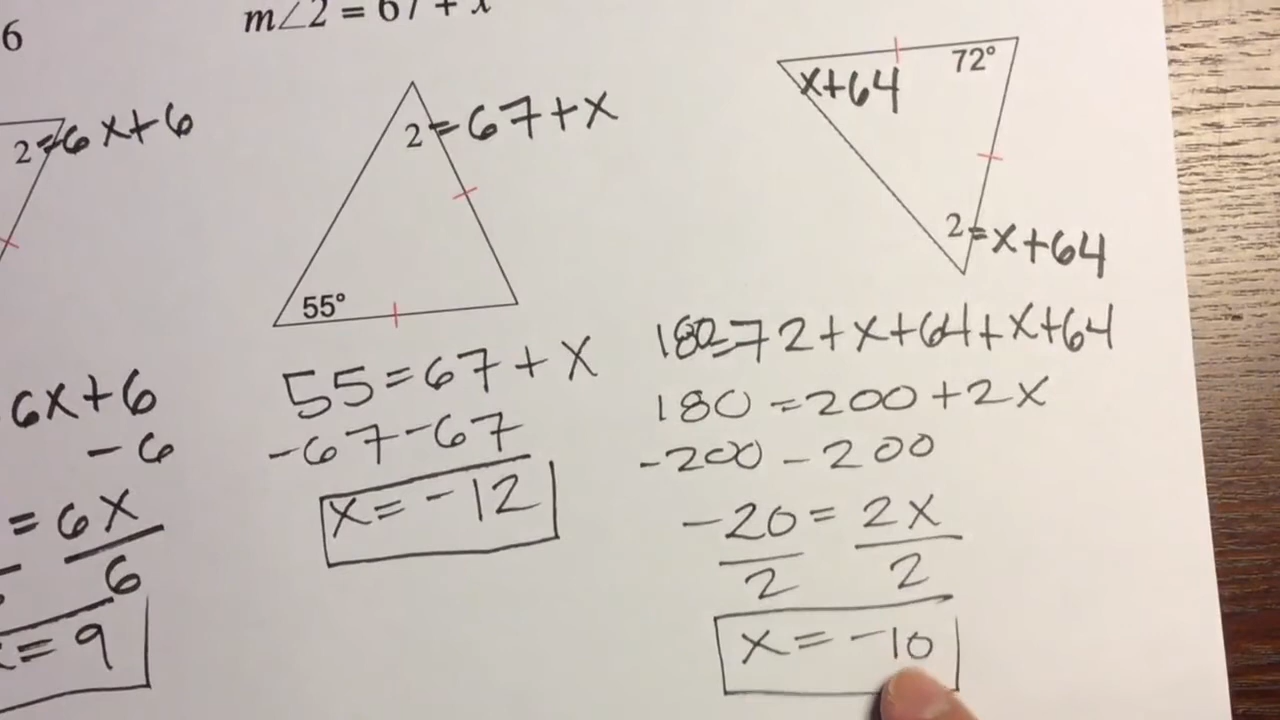 6
m∠2 = 67 + x
2=6x+6
6x+6
-6
= 6x
6
x= 9
2=67+x
55°
55=67+x
-67-67
x= -12
x+64
72°
2=x+64
180=72+x+64+x+64
180=200+2x
-200-200
-20= 2x
2 2
x=-10